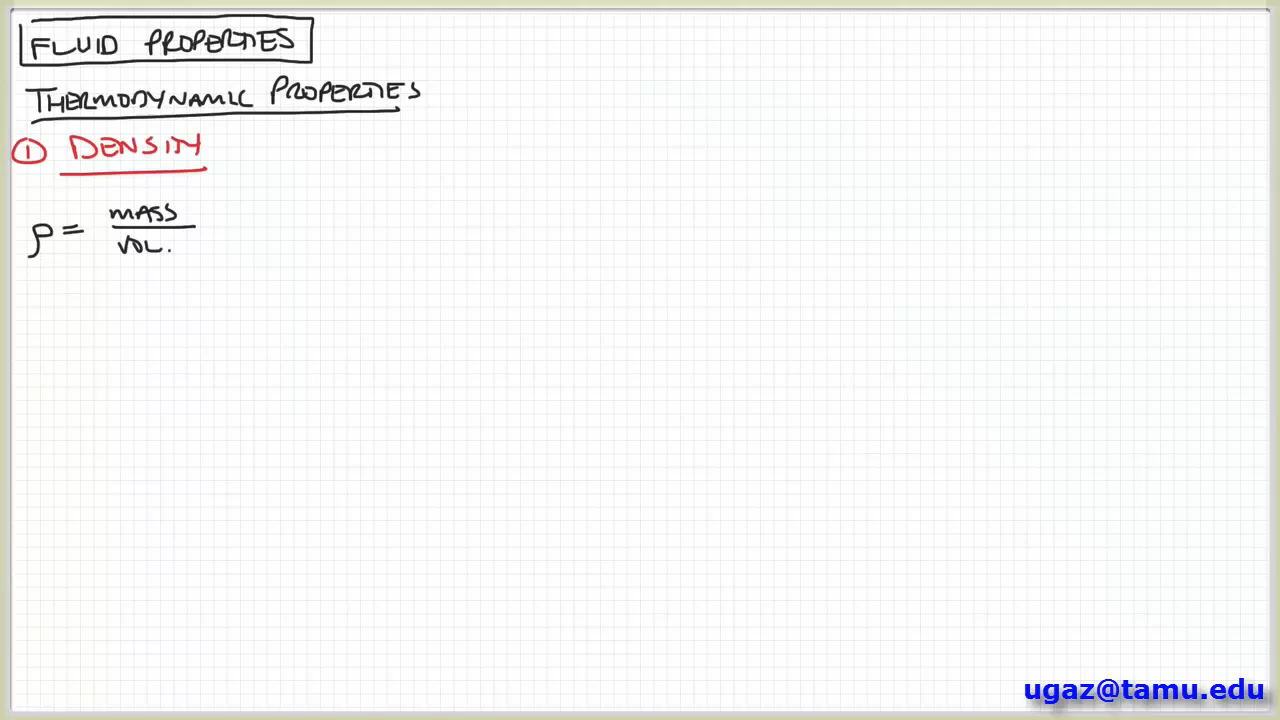 FLUID PROPERTIES
THERMODYNAMIC PROPERTIES
① DENSITY
ρ = MASS / VOL.
ugaz@tamu.edu